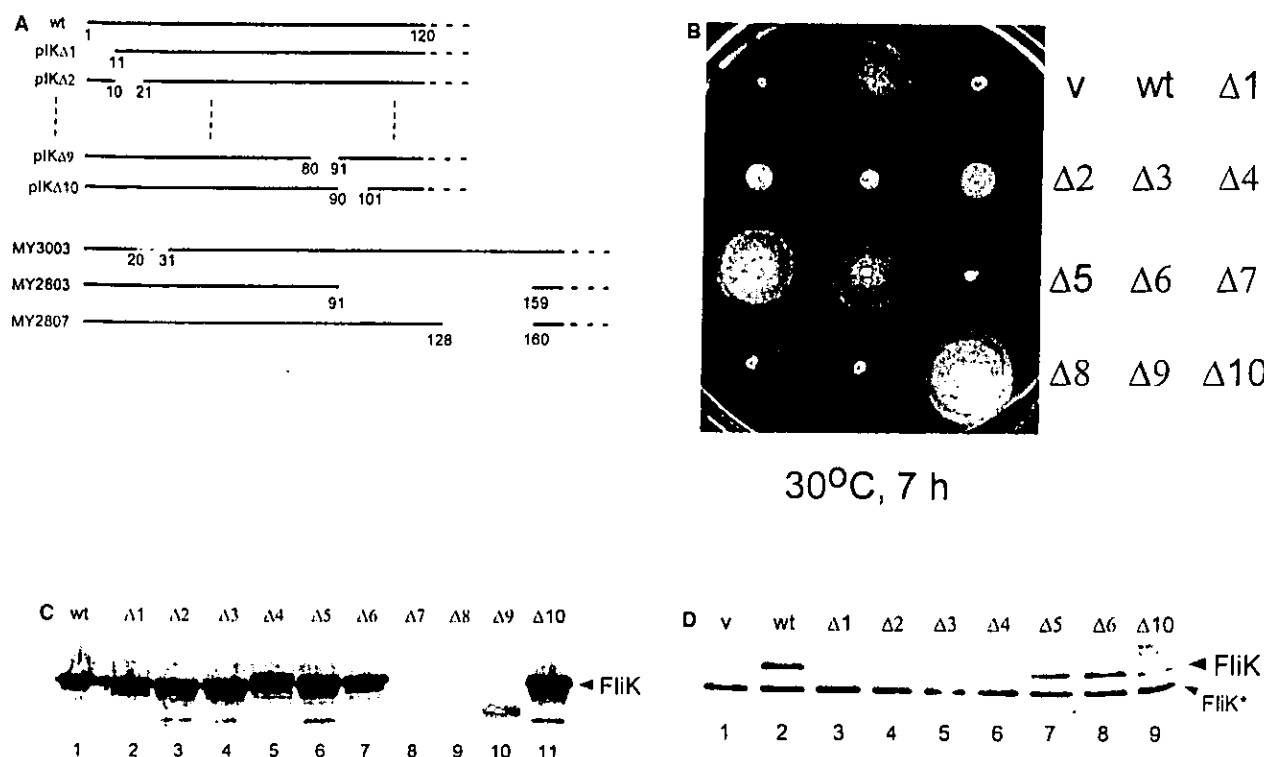 A
wt
1 120
pIKΔ1
11
pIKΔ2
10 21
pIKΔ9
80 91
pIKΔ10
90 101
MY3003
20 31
MY2803
91 159
MY2807
128 160
B
v wt Δ1
Δ2 Δ3 Δ4
Δ5 Δ6 Δ7
Δ8 Δ9 Δ10
30°C, 7 h
C wt Δ1 Δ2 Δ3 Δ4 Δ5 Δ6 Δ7 Δ8 Δ9 Δ10
FliK
1 2 3 4 5 6 7 8 9 10 11
D v wt Δ1 Δ2 Δ3 Δ4 Δ5 Δ6 Δ10
FliK
FliK*
1 2 3 4 5 6 7 8 9